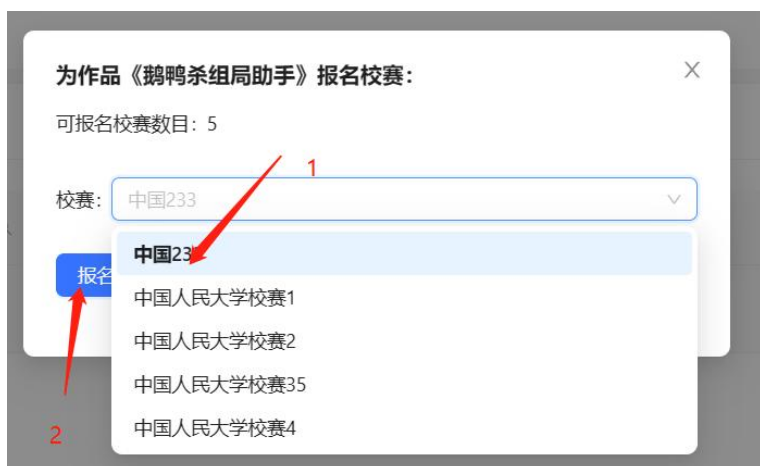 为作品《鹅鸭杀组局助手》报名校赛：
可报名校赛数目：5
1
校赛：
中国233
中国23
报名
中国人民大学校赛1
中国人民大学校赛2
中国人民大学校赛35
2
中国人民大学校赛4